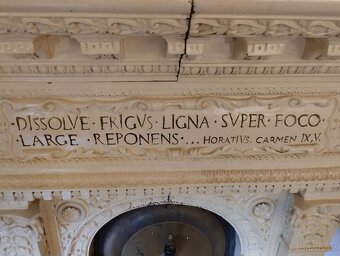 ·DISSOLVE·FRIGVS·LIGNA·SVPER·FOCO·
·LARGE·REPONENS·... HORATIVS. CARMEN IX, V.